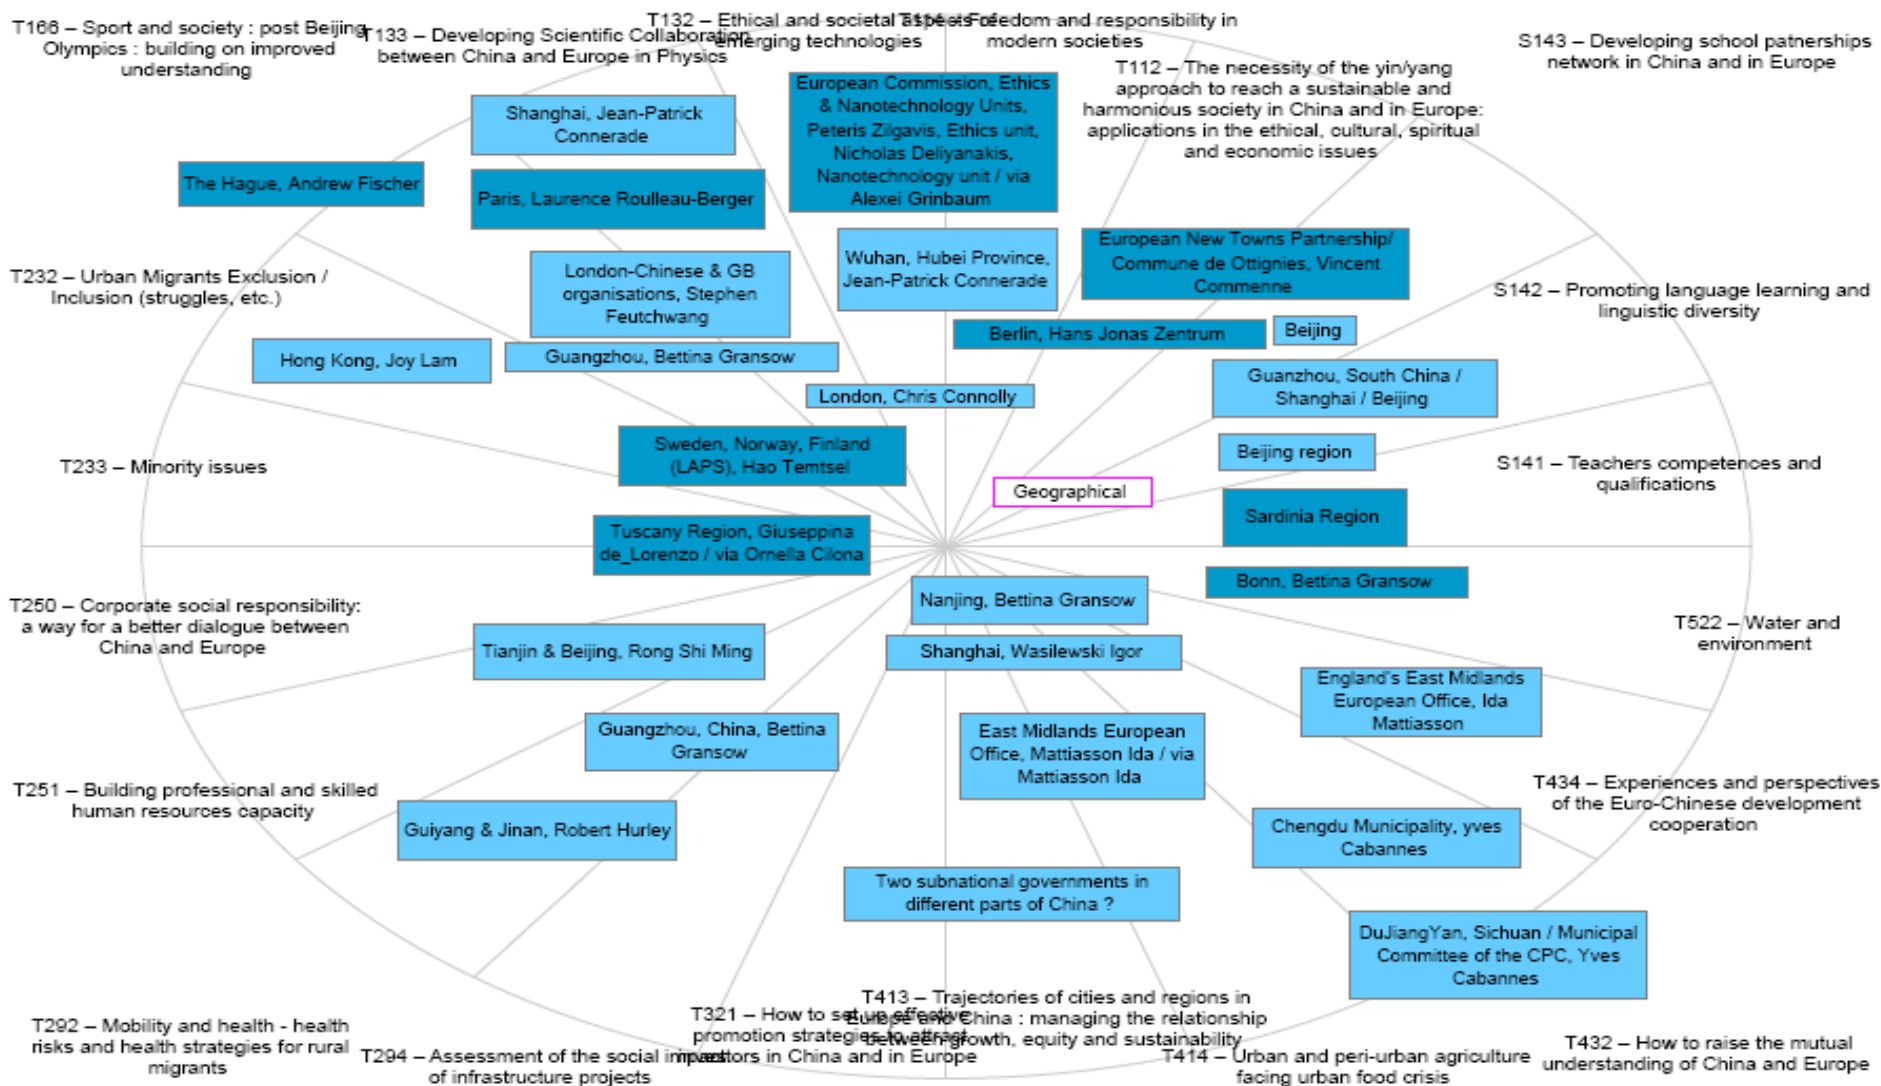 T166 – Sport and society : post Beijing
Olympics : building on improved
understanding
T133 – Developing Scientific Collaboration
between China and Europe in Physics
T132 – Ethical and societal aspects of
emerging technologies
Freedom and responsibility in
modern societies
T112 – The necessity of the yin/yang
approach to reach a sustainable and
harmonious society in China and in Europe:
applications in the ethical, cultural, spiritual
and economic issues
S143 – Developing school patnerships
network in China and in Europe
Shanghai, Jean-Patrick
Connerade
European Commission, Ethics
& Nanotechnology Units,
Peteris Zilgavis, Ethics unit,
Nicholas Deliyanakis,
Nanotechnology unit / via
Alexei Grinbaum
The Hague, Andrew Fischer
Paris, Laurence Roulleau-Berger
T232 – Urban Migrants Exclusion /
Inclusion (struggles, etc.)
London-Chinese & GB
organisations, Stephen
Feutchwang
Wuhan, Hubei Province,
Jean-Patrick Connerade
European New Towns Partnership/
Commune de Ottignies, Vincent
Commenne
S142 – Promoting language learning and
linguistic diversity
Berlin, Hans Jonas Zentrum
Beijing
Hong Kong, Joy Lam
Guangzhou, Bettina Gransow
London, Chris Connolly
Guanzhou, South China /
Shanghai / Beijing
T233 – Minority issues
Sweden, Norway, Finland
(LAPS), Hao Temtsel
Beijing region
S141 – Teachers competences and
qualifications
Geographical
Sardinia Region
Tuscany Region, Giuseppina
de_Lorenzo / via Ornella Cilona
Bonn, Bettina Gransow
Nanjing, Bettina Gransow
T250 – Corporate social responsibility:
a way for a better dialogue between
China and Europe
Tianjin & Beijing, Rong Shi Ming
Shanghai, Wasilewski Igor
T522 – Water and
environment
England's East Midlands
European Office, Ida
Mattiasson
Guangzhou, China, Bettina
Gransow
East Midlands European
Office, Mattiasson Ida / via
Mattiasson Ida
T251 – Building professional and skilled
human resources capacity
T434 – Experiences and perspectives
of the Euro-Chinese development
cooperation
Guiyang & Jinan, Robert Hurley
Chengdu Municipality, yves
Cabannes
Two subnational governments in
different parts of China ?
DuJiangYan, Sichuan / Municipal
Committee of the CPC, Yves
Cabannes
T292 – Mobility and health - health
risks and health strategies for rural
migrants
T294 – Assessment of the social impact
of infrastructure projects
T321 – How to set up effective
promotion strategies to attract
investors in China and in Europe
T413 – Trajectories of cities and regions in
Europe and China : managing the relationship
between growth, equity and sustainability
T414 – Urban and peri-urban agriculture
facing urban food crisis
T432 – How to raise the mutual
understanding of China and Europe